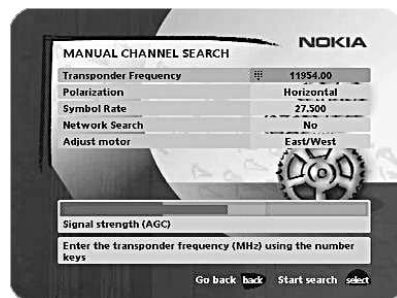 NOKIA
MANUAL CHANNEL SEARCH
Transponder Frequency 11954.00
Polarization Horizontal
Symbol Rate 27.500
Network Search No
Adjust motor East/West
Signal strength (AGC)
Enter the transponder frequency (MHz) using the number
keys
Go back back Start search select